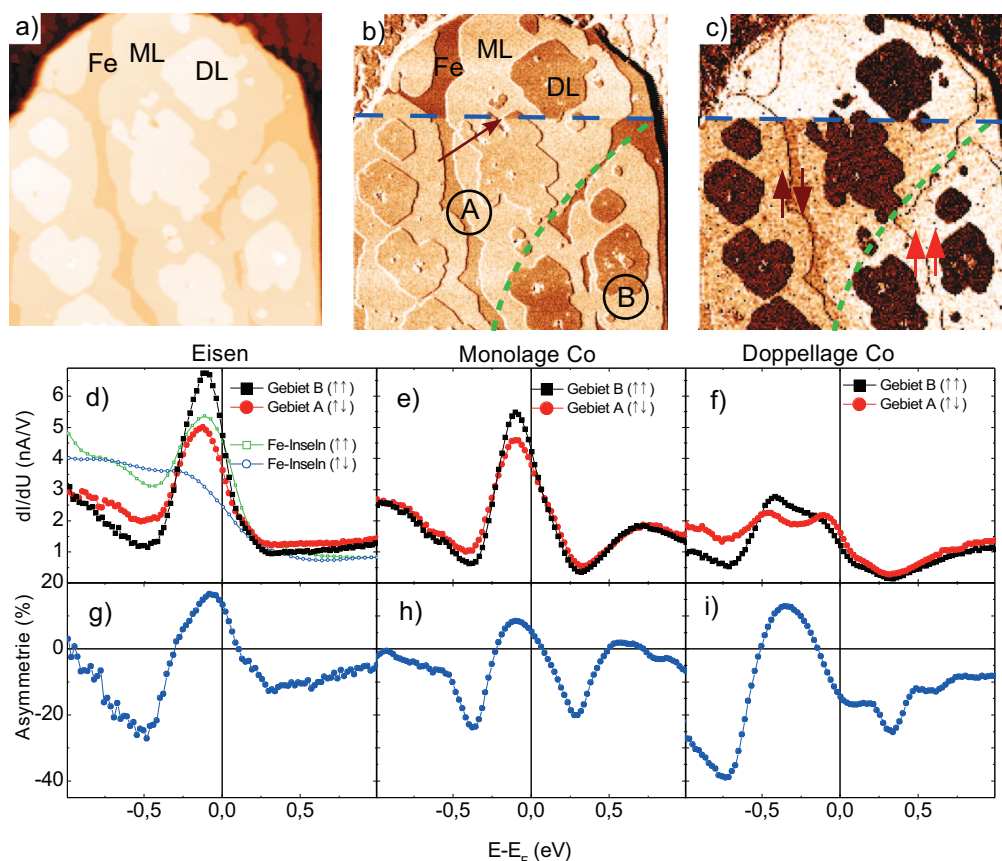 a)
Fe
ML
DL
b)
Fe
ML
DL
A
B
c)
Eisen
Monolage Co
Doppellage Co
dI/dU (nA/V)
6
5
4
3
2
1
d)
Gebiet B (↑↑)
Gebiet A (↑↓)
Fe-Inseln (↑↑)
Fe-Inseln (↑↓)
e)
Gebiet B (↑↑)
Gebiet A (↑↓)
f)
Gebiet B (↑↑)
Gebiet A (↑↓)
Asymmetrie (%)
20
0
-20
-40
g)
h)
i)
-0,5 0,0 0,5 -0,5 0,0 0,5 -0,5 0,0 0,5
E-E_F (eV)